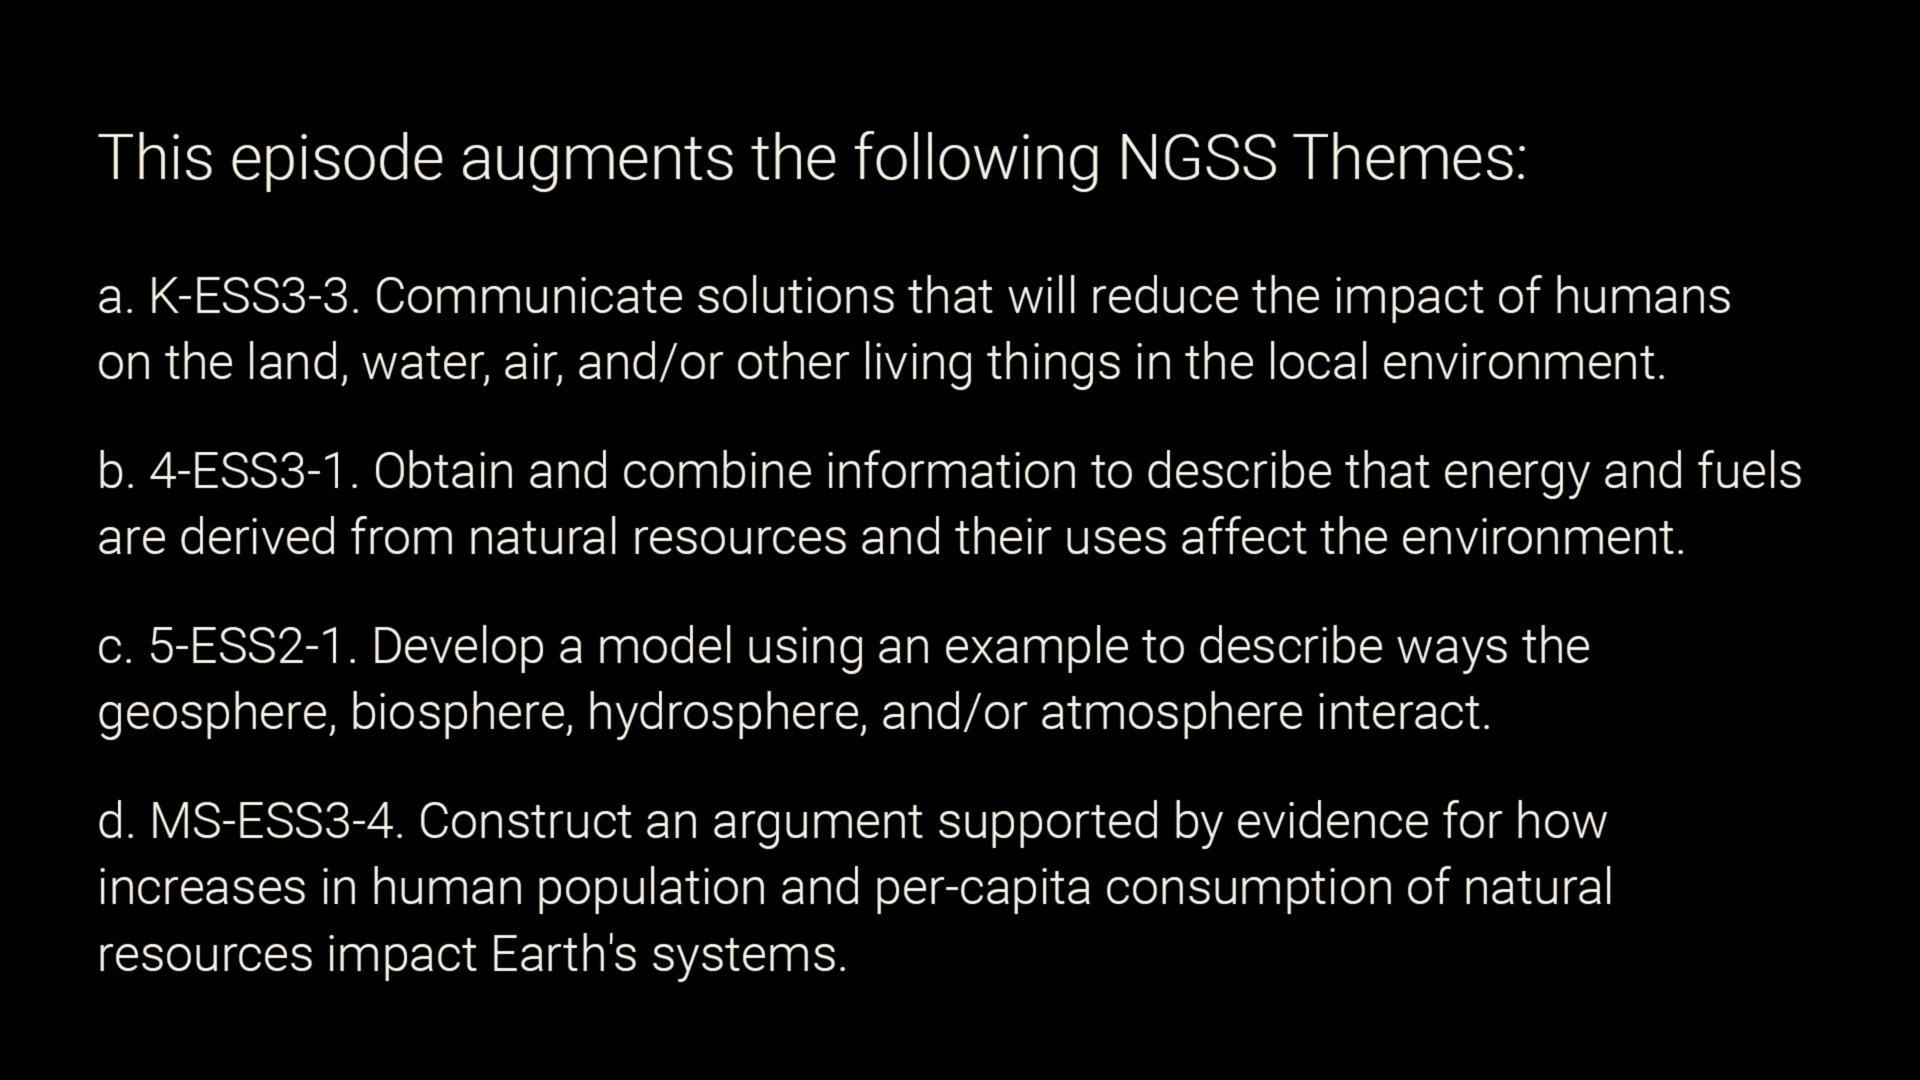 This episode augments the following NGSS Themes:
a. K-ESS3-3. Communicate solutions that will reduce the impact of humans
on the land, water, air, and/or other living things in the local environment.
b. 4-ESS3-1. Obtain and combine information to describe that energy and fuels
are derived from natural resources and their uses affect the environment.
c. 5-ESS2-1. Develop a model using an example to describe ways the
geosphere, biosphere, hydrosphere, and/or atmosphere interact.
d. MS-ESS3-4. Construct an argument supported by evidence for how
increases in human population and per-capita consumption of natural
resources impact Earth's systems.